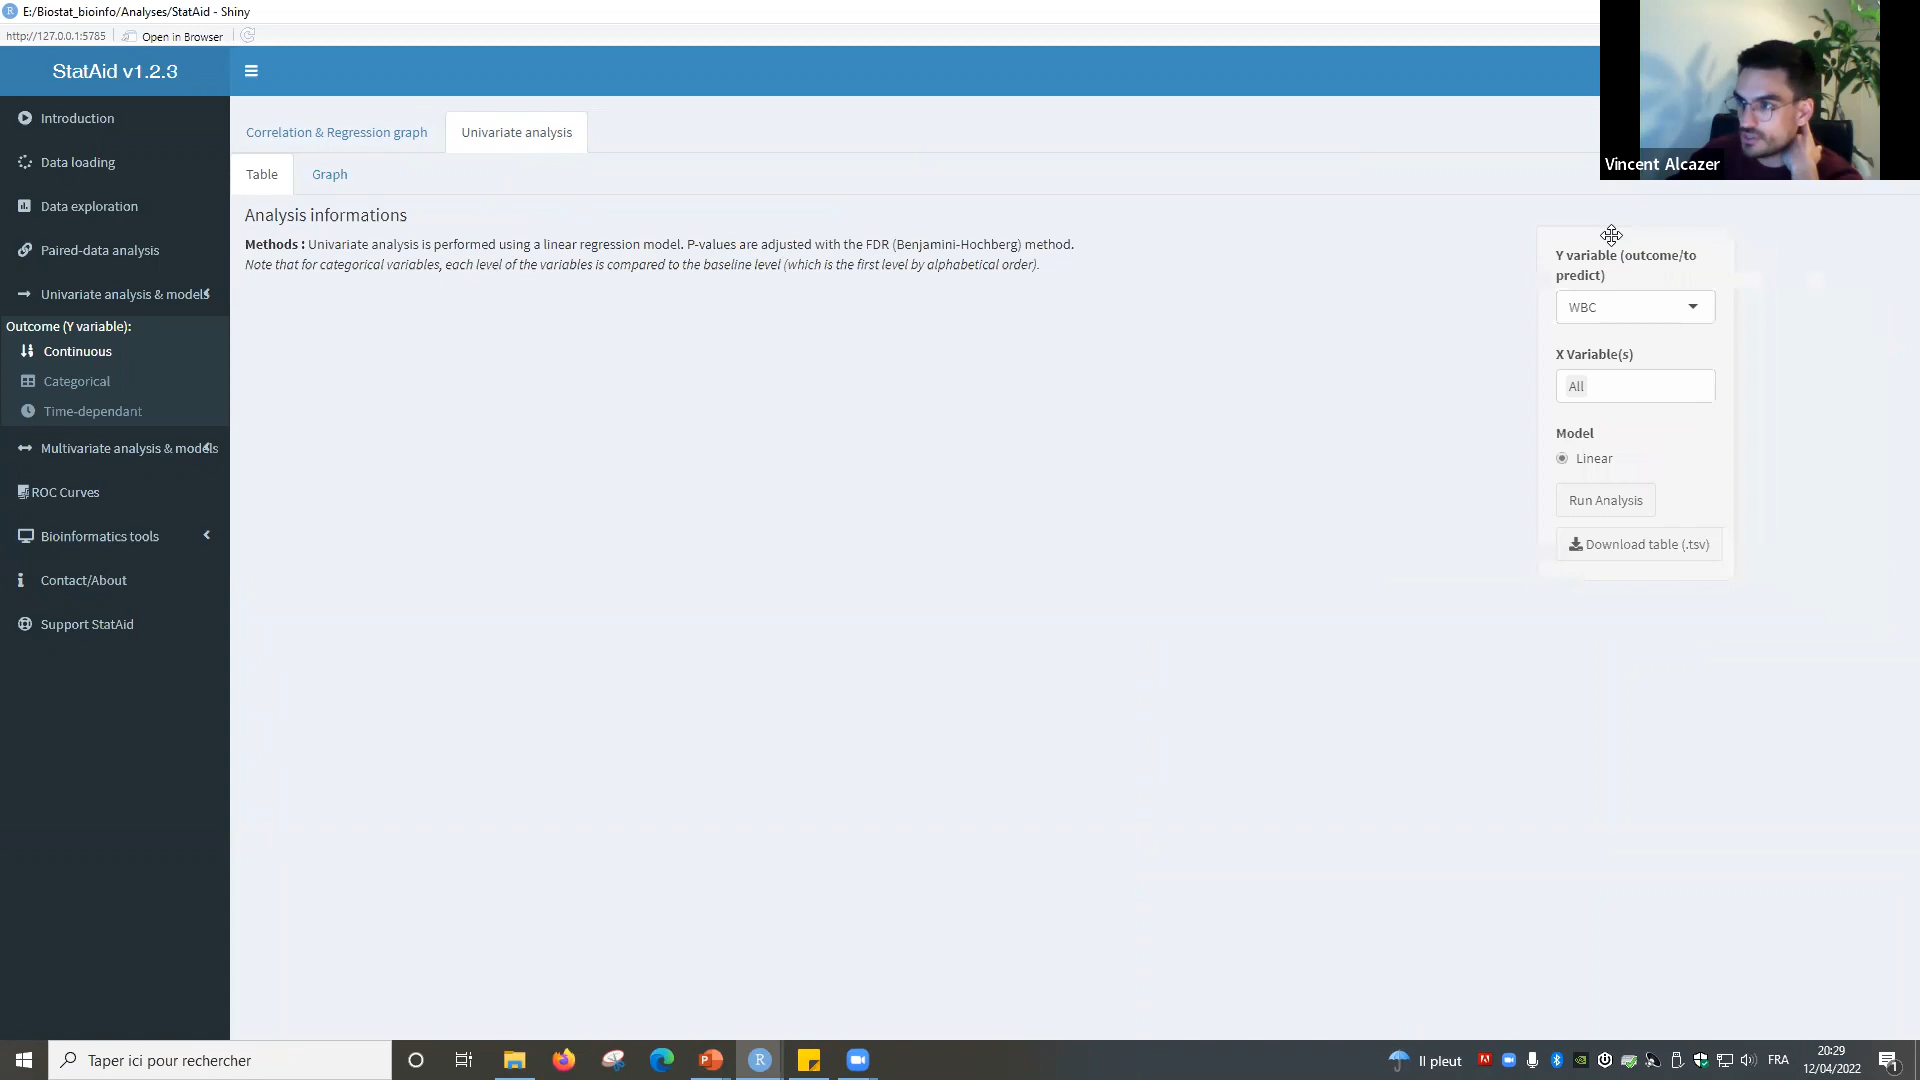 E:/Biostat_bioinfo/Analyses/StatAid - Shiny
http://127.0.0.1:5785
Open in Browser
StatAid v1.2.3
Introduction
Data loading
Data exploration
Paired-data analysis
Univariate analysis & models
Outcome (Y variable):
Continuous
Categorical
Time-dependant
Multivariate analysis & models
ROC Curves
Bioinformatics tools
Contact/About
Support StatAid
Correlation & Regression graph
Univariate analysis
Table
Graph
Analysis informations
Methods : Univariate analysis is performed using a linear regression model. P-values are adjusted with the FDR (Benjamini-Hochberg) method.
Note that for categorical variables, each level of the variables is compared to the baseline level (which is the first level by alphabetical order).
Vincent Alcazer
Y variable (outcome/to
predict)
WBC
X Variable(s)
All
Model
Linear
Run Analysis
Download table (.tsv)
Taper ici pour rechercher
Il pleut
FRA
20:29
12/04/2022